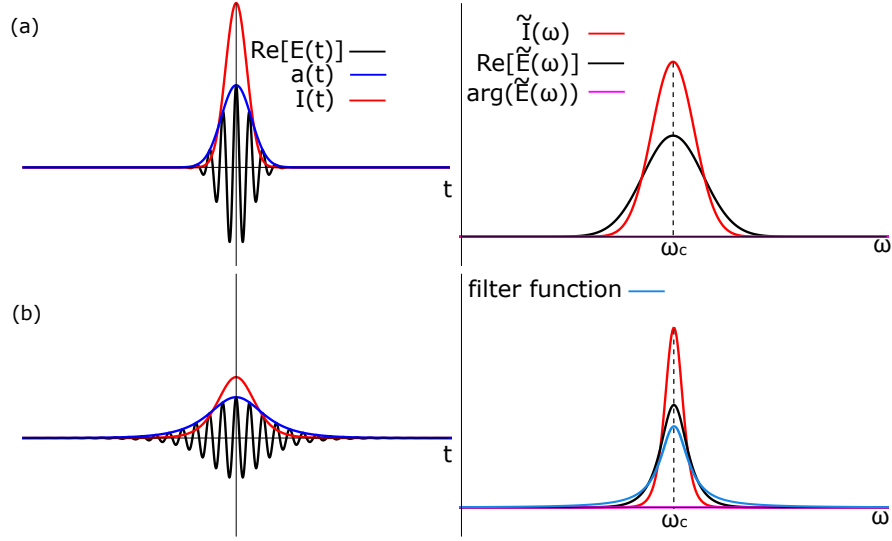 (a)
Re[E(t)]
a(t)
I(t)
t
Ĩ(ω)
Re[Ẽ(ω)]
arg(Ẽ(ω))
ωc
ω
(b)
t
filter function
ωc
ω